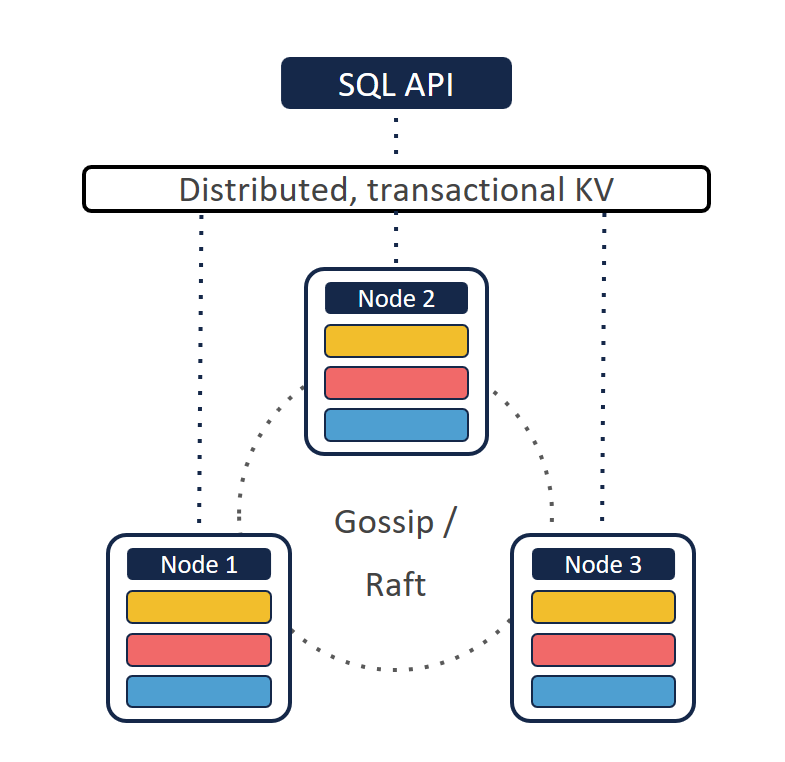 SQL API
Distributed, transactional KV
Node 2
Gossip /
Raft
Node 1
Node 3